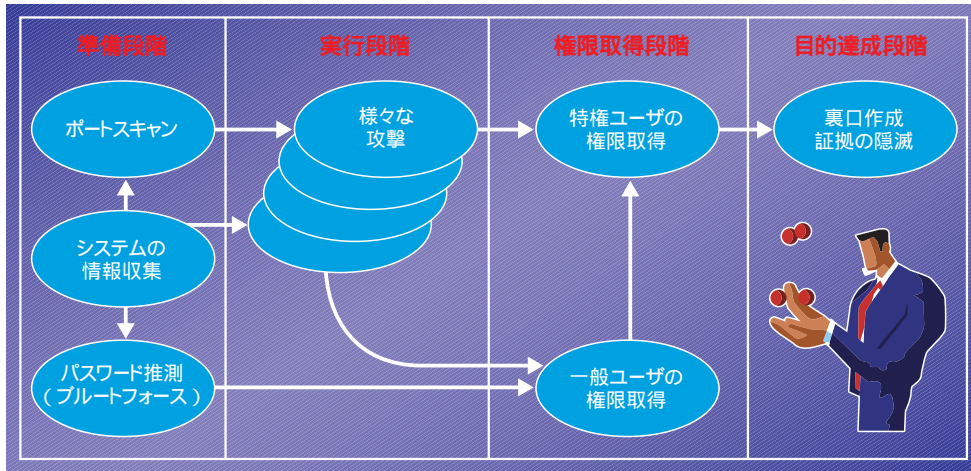 準備段階
実行段階
権限取得段階
目的達成段階
ポートスキャン
様々な
攻撃
特権ユーザの
権限取得
裏口作成
証拠の隠滅
システムの
情報収集
パスワード推測
(ブルートフォース)
一般ユーザの
権限取得